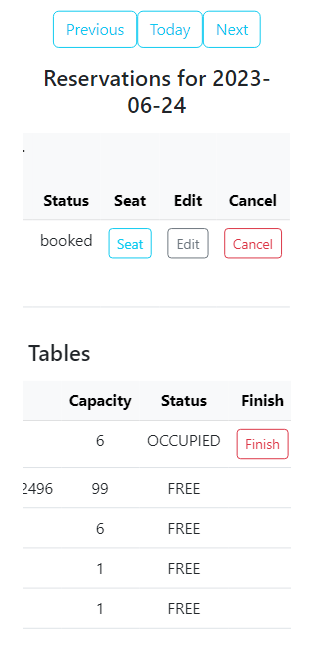 Previous Today Next
Reservations for 2023-
06-24
Status Seat Edit Cancel
booked Seat Edit Cancel
Tables
Capacity Status Finish
6 OCCUPIED Finish
2496 99 FREE
6 FREE
1 FREE
1 FREE